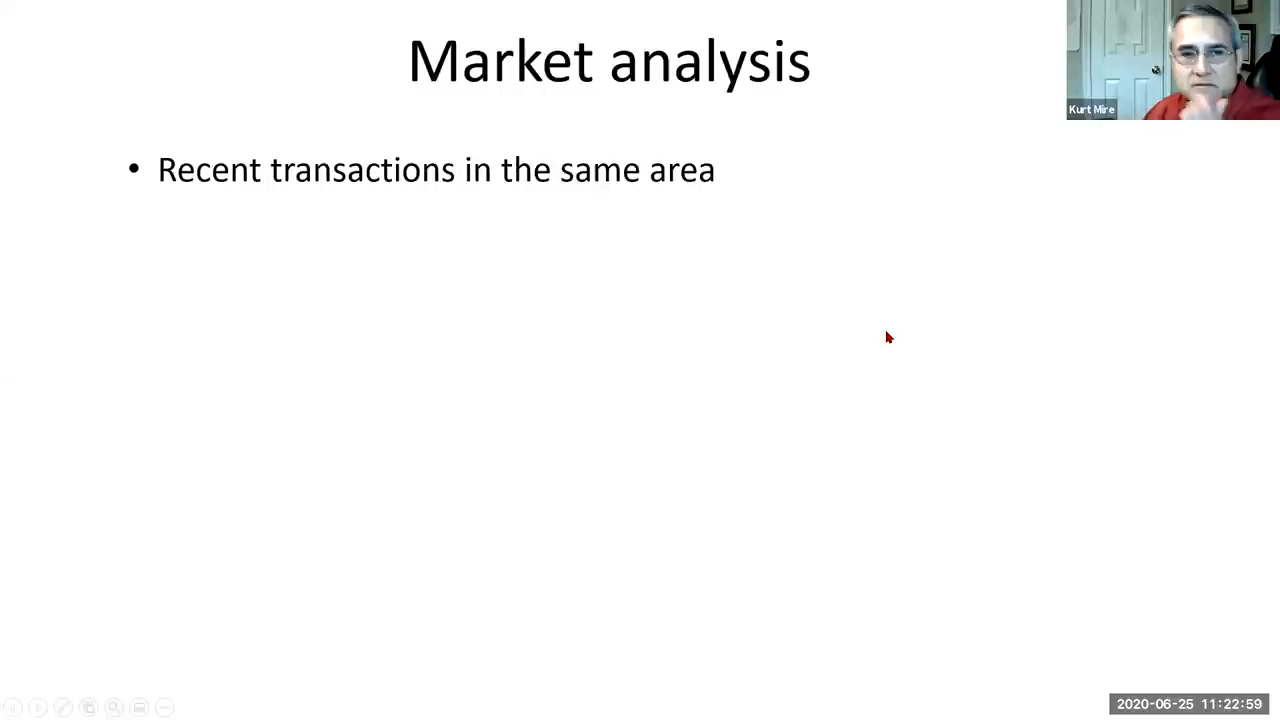 Market analysis
Kurt Mire
• Recent transactions in the same area
2020-06-25 11:22:59